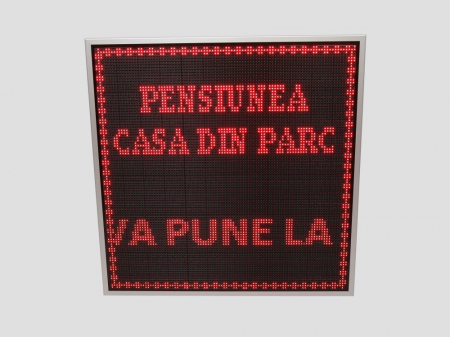 PENSIUNEA
CASA DIN PARC
VA PUNE LA